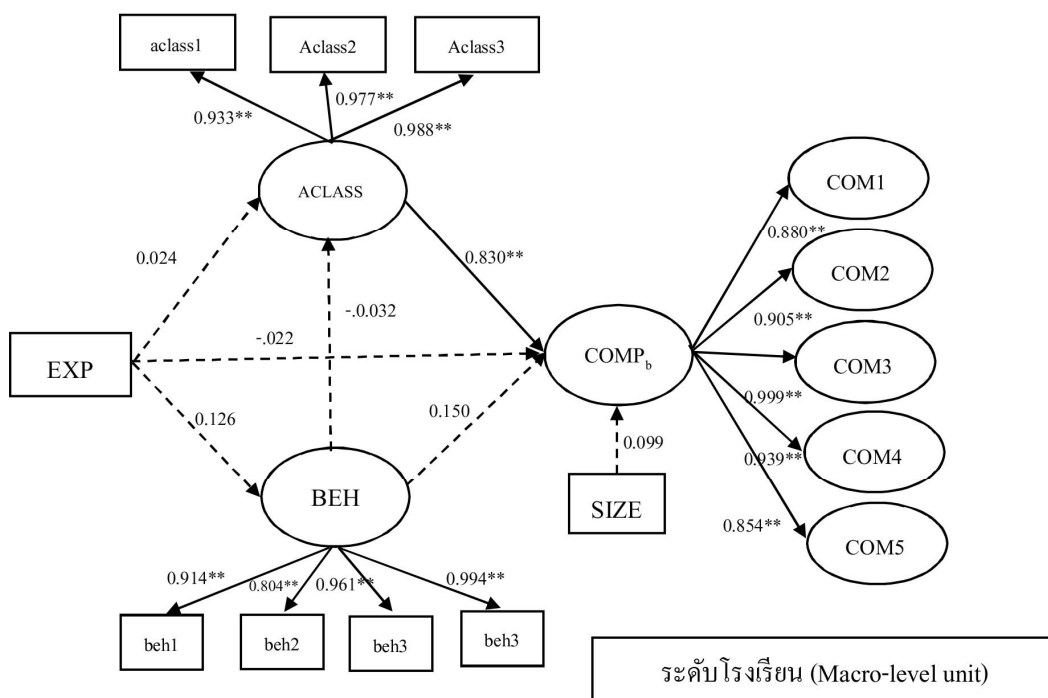 aclass1
Aclass2
Aclass3
0.933**
0.977**
0.988**
ACLASS
COM1
0.880**
COM2
0.905**
COM3
0.999**
COM4
0.939**
COM5
0.854**
0.024
0.830**
-.0.032
-.022
EXP
COMPb
0.126
0.150
0.099
BEH
SIZE
0.914**
0.804**
0.961**
0.994**
beh1
beh2
beh3
beh3
ระดับโรงเรียน (Macro-level unit)